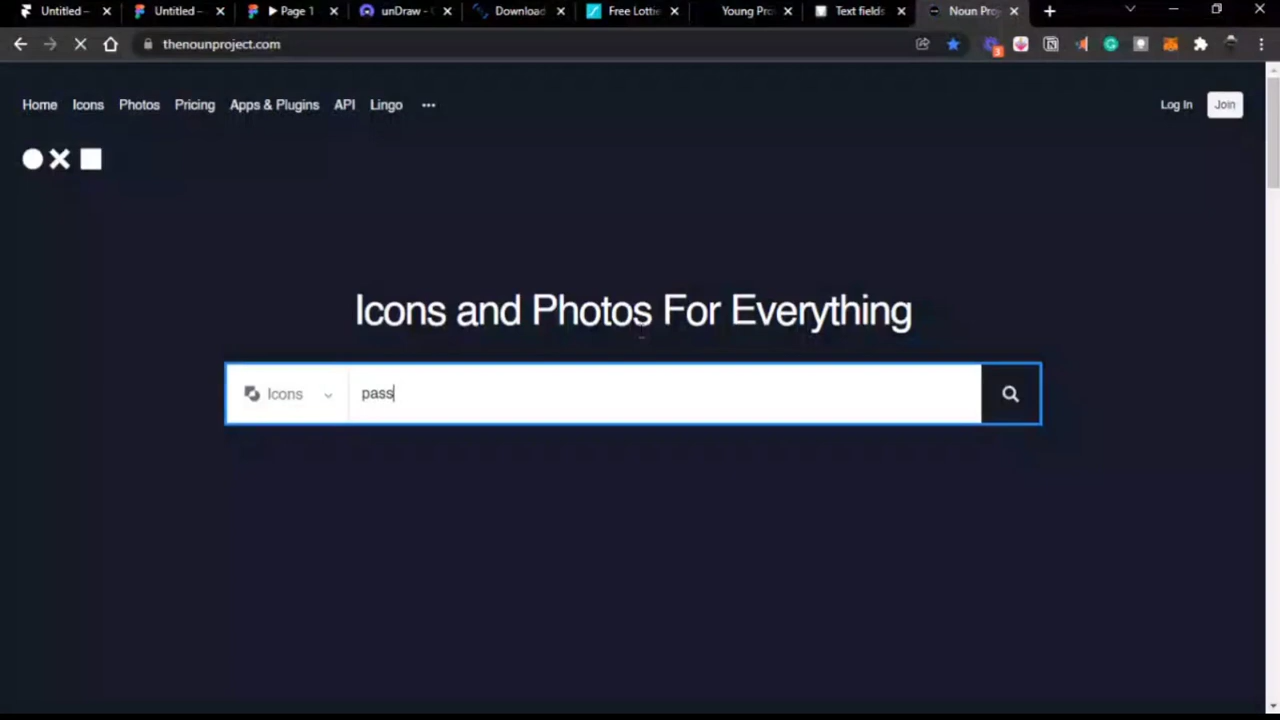 Untitled – Untitled – Page 1 unDraw - Download Free Lottie Young Pro Text fields Noun Pro
thenounproject.com
3
Home Icons Photos Pricing Apps & Plugins API Lingo ••• Log In Join
Icons and Photos For Everything
Icons pass